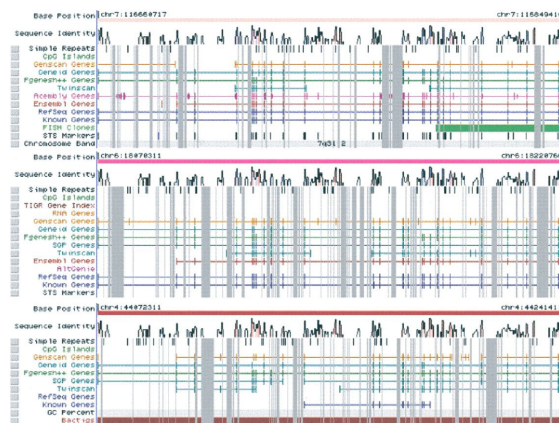 Base Position chr7:116660717 chr7:11684941
Sequence Identity
Simple Repeats
CpG Islands
Genscan Genes
Geneid Genes
Fgenesh++ Genes
Twinscan
Acembly Genes
Ensembl Genes
RefSeq Genes
Known Genes
FISH Clones
STS Markers
Chromosome Band 7q31.2
Base Position chr6:18070311 chr6:1822076
Sequence Identity
Simple Repeats
CpG Islands
TIGR Gene Index
RNA Genes
Genscan Genes
Geneid Genes
Fgenesh++ Genes
SGP Genes
Twinscan
Ensembl Genes
AltGenie
RefSeq Genes
Known Genes
STS Markers
Base Position chr4:44072311 chr4:4424141
Sequence Identity
Simple Repeats
CpG Islands
Genscan Genes
Geneid Genes
Fgenesh++ Genes
SGP Genes
Twinscan
RefSeq Genes
Known Genes
GC Percent
Bactigs